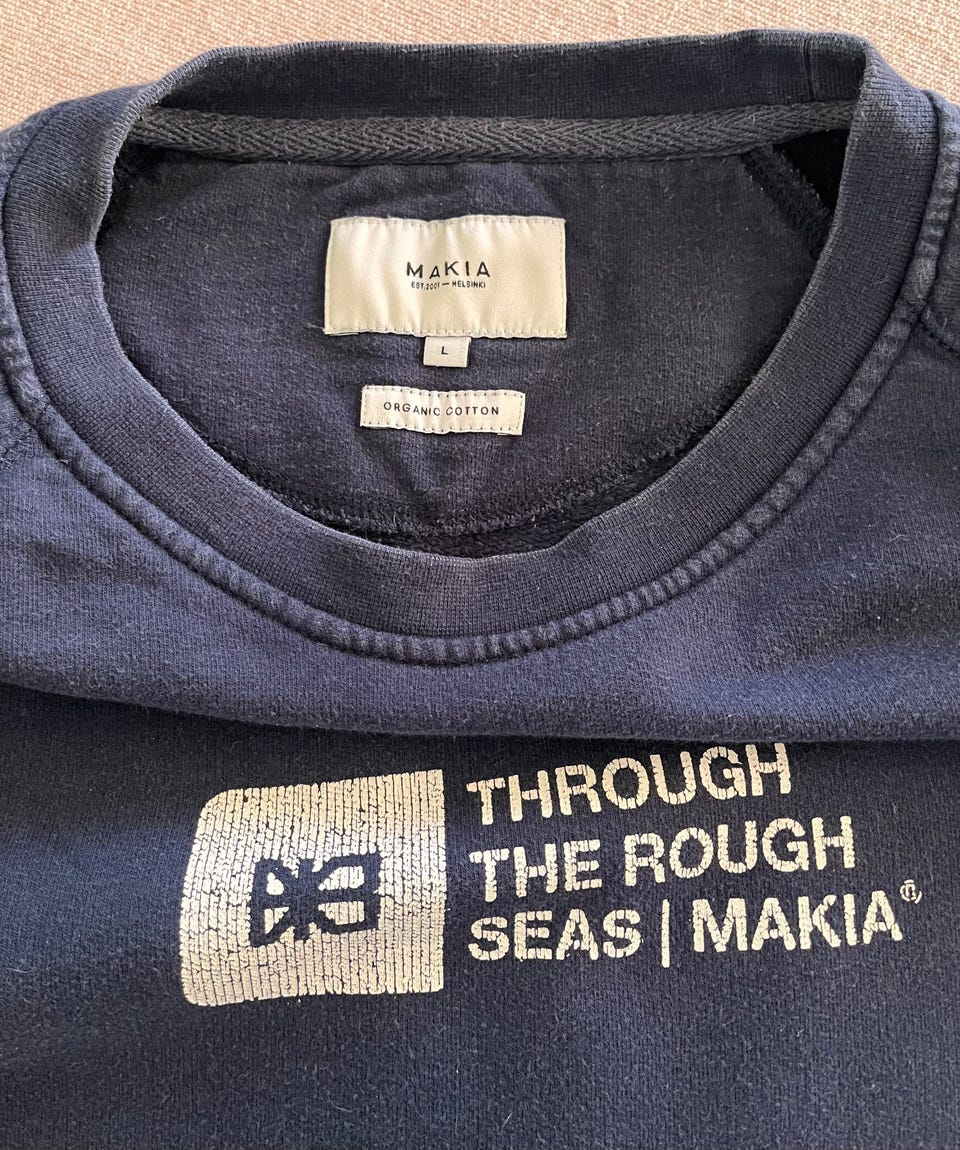 MAKIA
EST.2001 — HELSINKI
L
ORGANIC COTTON
THROUGH
THE ROUGH
SEAS | MAKIA®